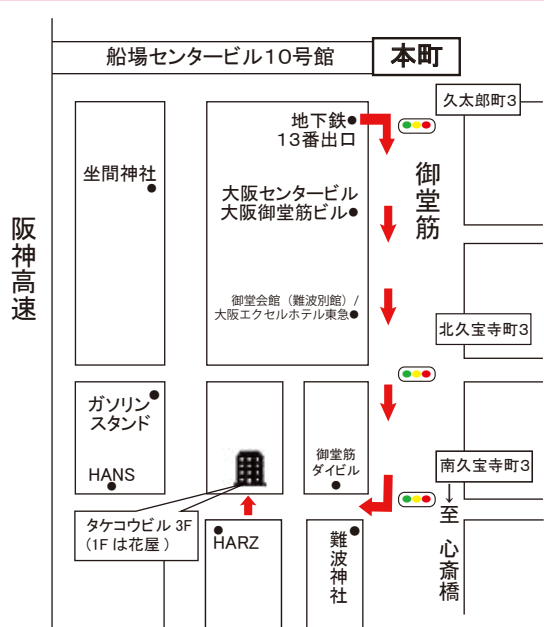 船場センタービル10号館
本町
久太郎町3
地下鉄
13番出口
坐間神社
御堂筋
大阪センタービル
大阪御堂筋ビル
阪神高速
御堂会館（難波別館）/
大阪エクセルホテル東急
北久宝寺町3
ガソリン
スタンド
御堂筋
ダイビル
HANS
南久宝寺町3
↓至 心斎橋
タケコウビル 3F
(1F は花屋 )
HARZ
難波神社